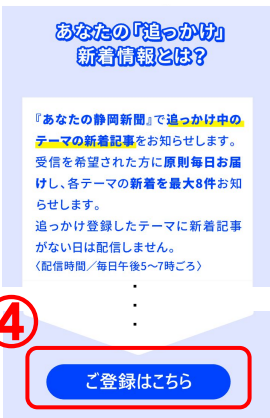 あなたの「追っかけ」
新着情報とは？
『あなたの静岡新聞』で追っかけ中の
テーマの新着記事をお知らせします。
受信を希望された方に原則毎日お届
けし、各テーマの新着を最大8件お知
らせします。
追っかけ登録したテーマに新着記事
がない日は配信しません。
〈配信時間／毎日午後5～7時ごろ〉
④
ご登録はこちら